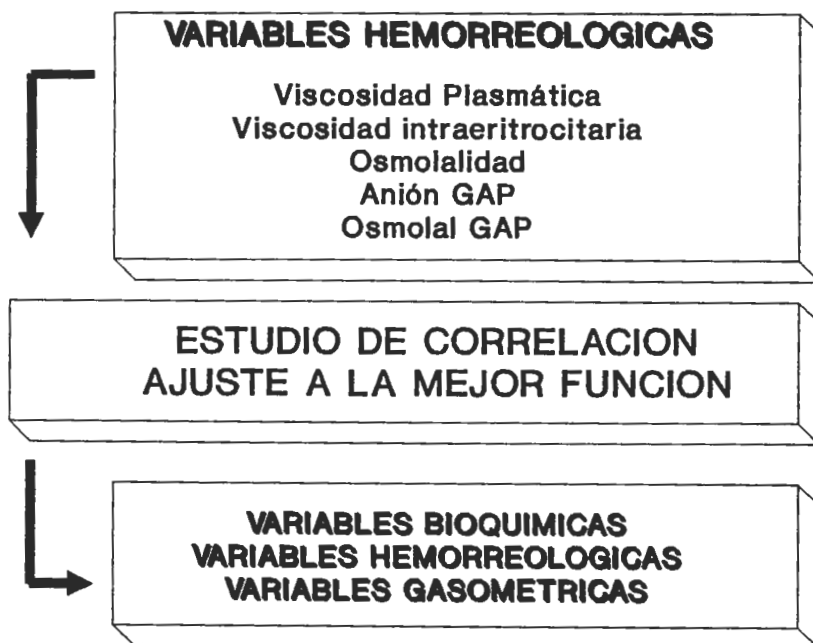 VARIABLES HEMORREOLOGICAS
Viscosidad Plasmática
Viscosidad intraeritrocitaria
Osmolalidad
Anión GAP
Osmolal GAP
ESTUDIO DE CORRELACION
AJUSTE A LA MEJOR FUNCION
VARIABLES BIOQUIMICAS
VARIABLES HEMORREOLOGICAS
VARIABLES GASOMETRICAS